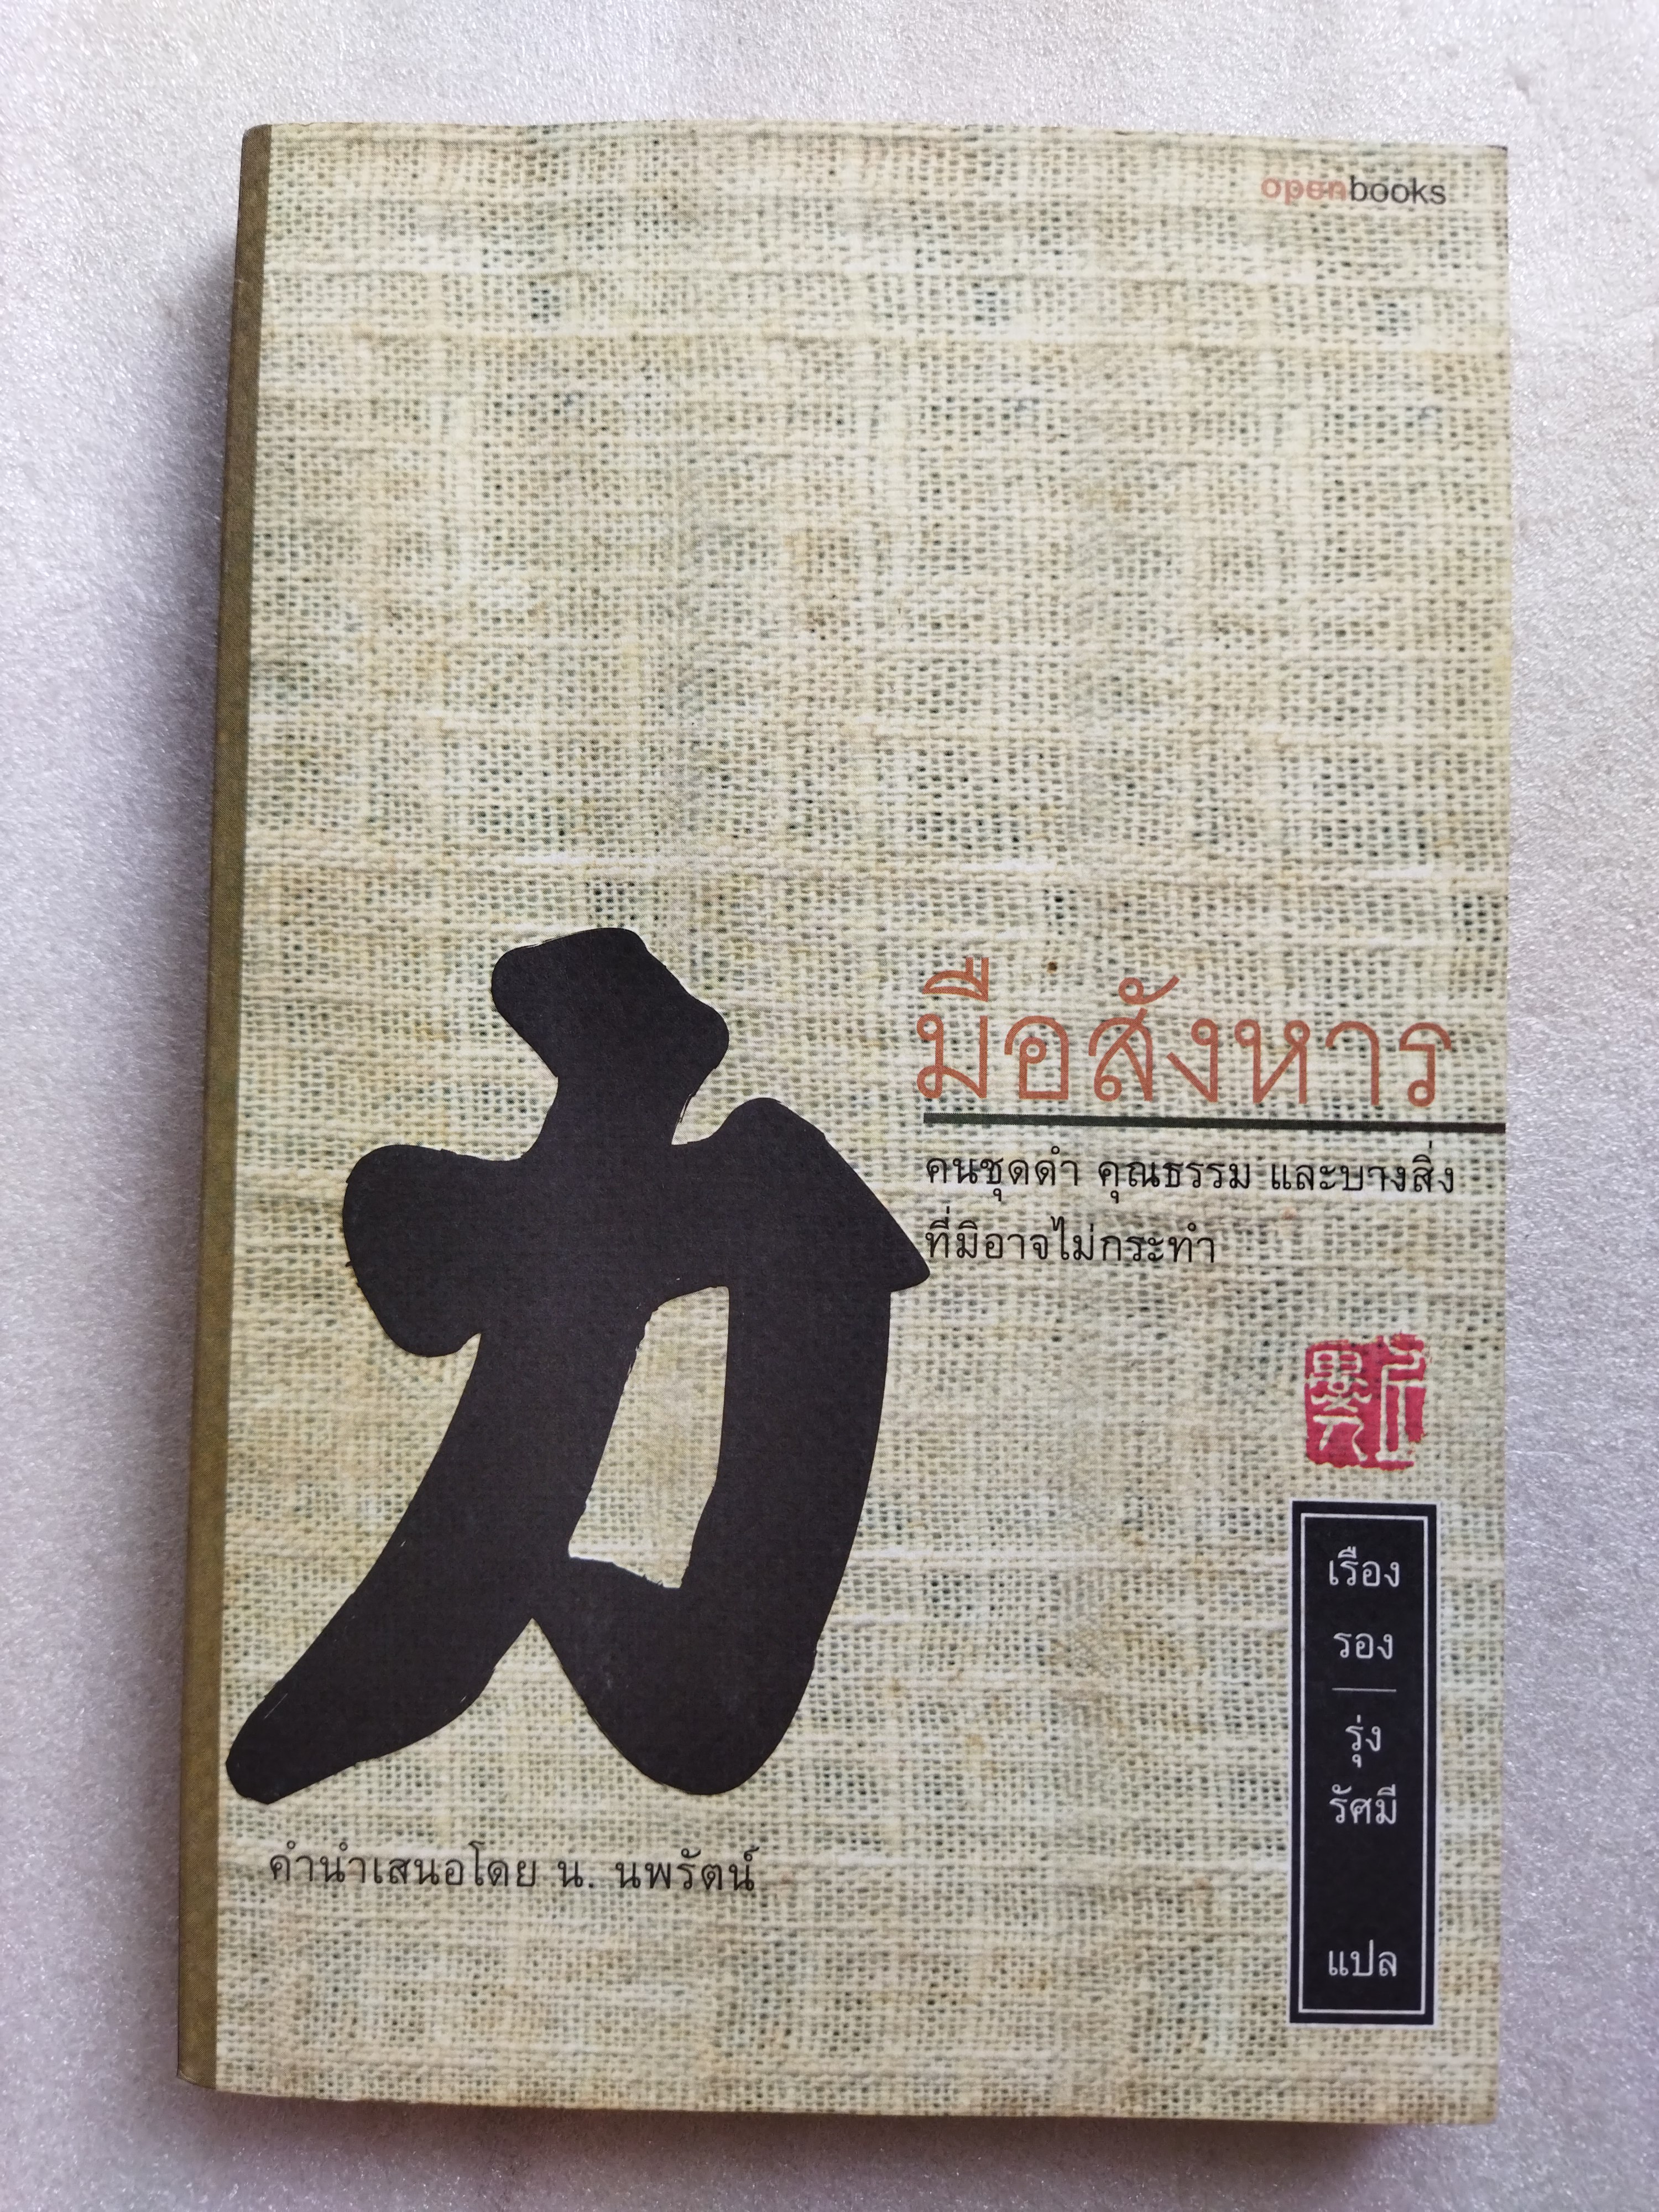 openbooks
มือสังหาร
คนชุดดำ คุณธรรม และบางสิ่ง
ที่มิอาจไม่กระทำ
力
เรือง
รอง
รุ่ง
รัศมี
แปล
คำนำเสนอโดย น. นพรัตน์